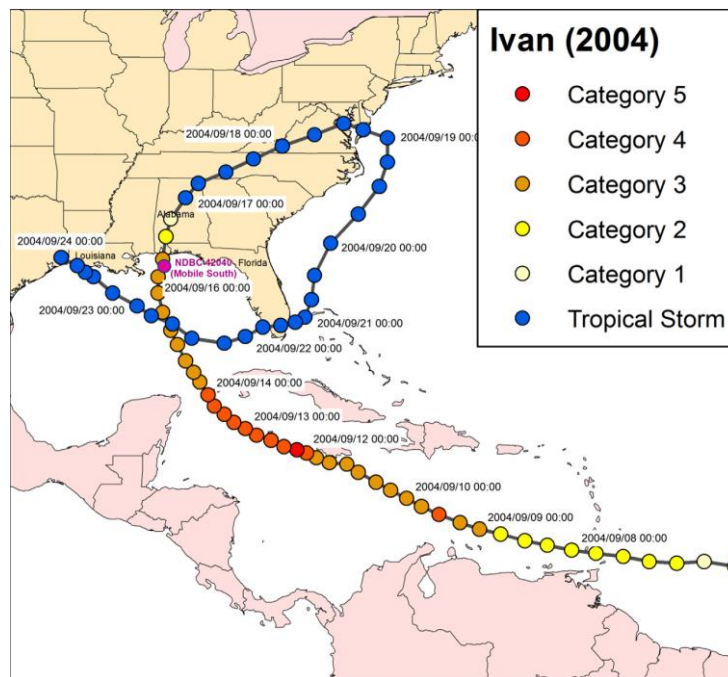 Ivan (2004)
Category 5
Category 4
Category 3
Category 2
Category 1
Tropical Storm
2004/09/18 00:00
2004/09/19 00:0
2004/09/17 00:00
Alabama
2004/09/24 00:00
Louisiana
NDBC 42040
(Mobile South)
Florida
2004/09/20 00:00
2004/09/16 00:00
2004/09/23 00:00
2004/09/21 00:00
2004/09/22 00:00
2004/09/14 00:00
2004/09/13 00:00
2004/09/12 00:00
2004/09/10 00:00
2004/09/09 00:00
2004/09/08 00:00